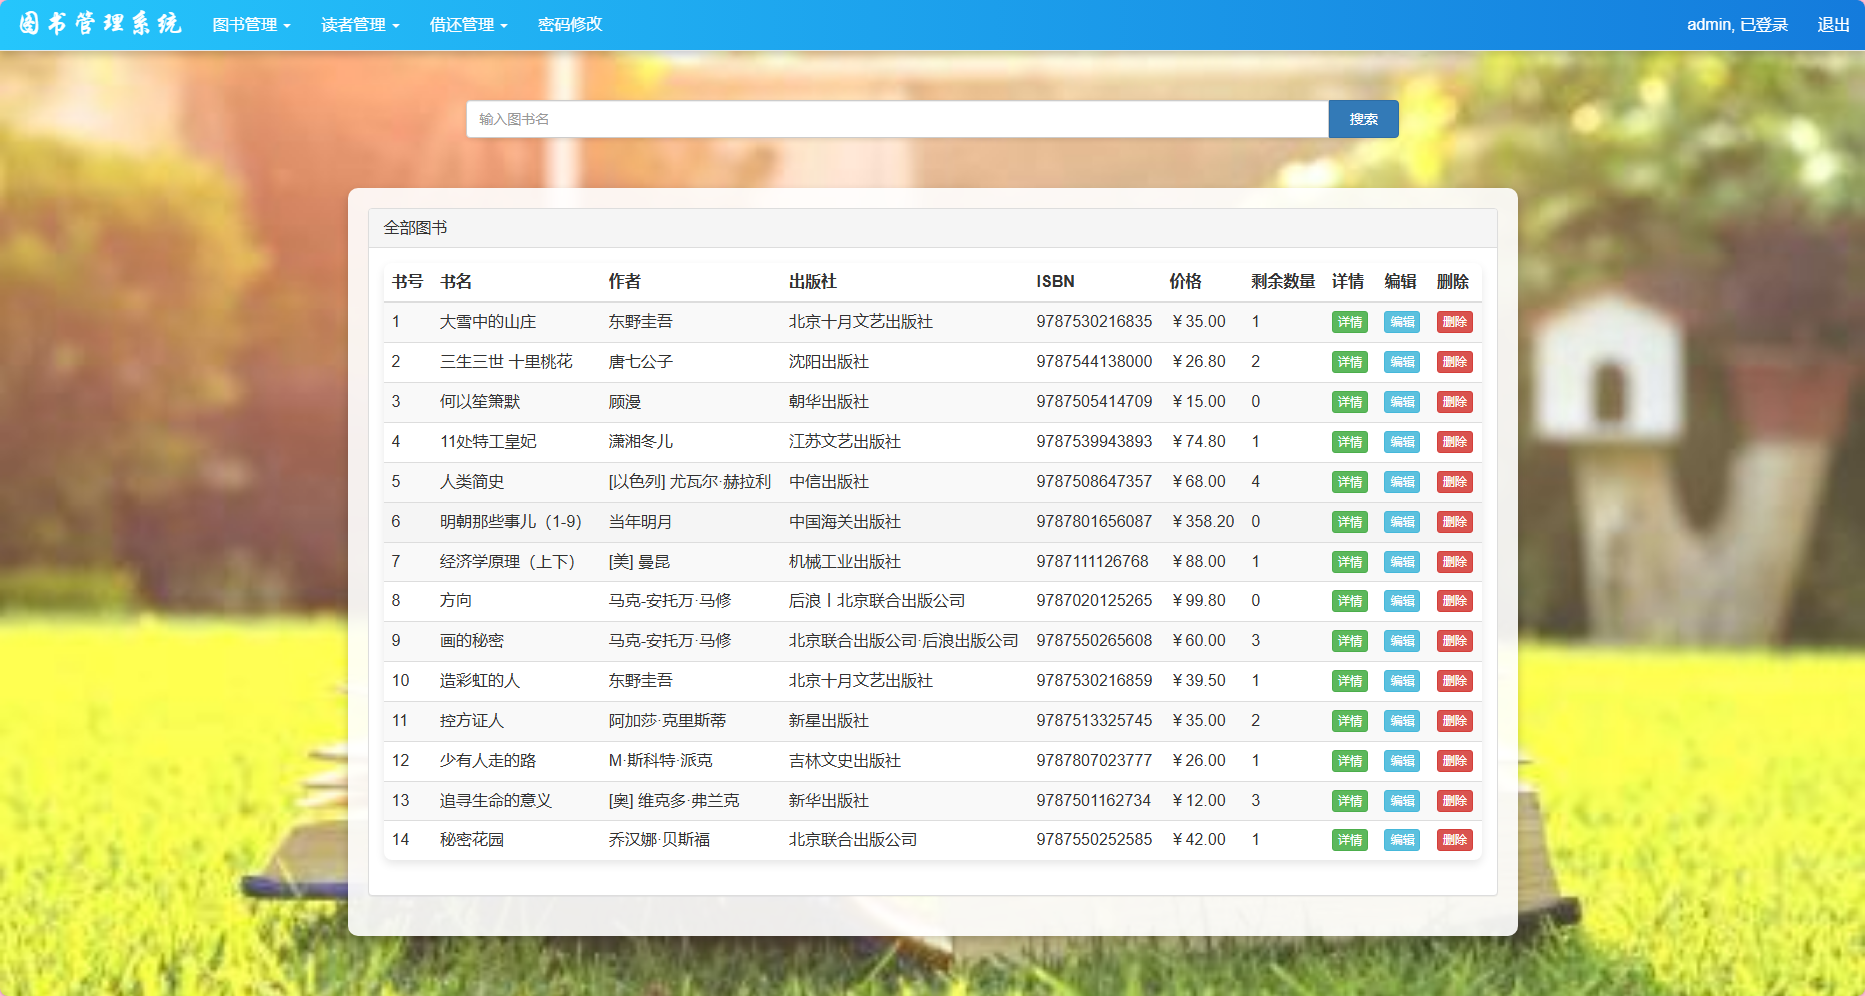 图书管理系统 图书管理 读者管理 借还管理 密码修改 admin, 已登录 退出
输入图书名 搜索
全部图书
书号 书名 作者 出版社 ISBN 价格 剩余数量 详情 编辑 删除
1 大雪中的山庄 东野圭吾 北京十月文艺出版社 9787530216835 ￥35.00 1 详情 编辑 删除
2 三生三世 十里桃花 唐七公子 沈阳出版社 9787544138000 ￥26.80 2 详情 编辑 删除
3 何以笙箫默 顾漫 朝华出版社 9787505414709 ￥15.00 0 详情 编辑 删除
4 11处特工皇妃 潇湘冬儿 江苏文艺出版社 9787539943893 ￥74.80 1 详情 编辑 删除
5 人类简史 [以色列] 尤瓦尔·赫拉利 中信出版社 9787508647357 ￥68.00 4 详情 编辑 删除
6 明朝那些事儿（1-9） 当年明月 中国海关出版社 9787801656087 ￥358.20 0 详情 编辑 删除
7 经济学原理（上下） [美] 曼昆 机械工业出版社 9787111126768 ￥88.00 1 详情 编辑 删除
8 方向 马克-安托万·马修 后浪丨北京联合出版公司 9787020125265 ￥99.80 0 详情 编辑 删除
9 画的秘密 马克-安托万·马修 北京联合出版公司·后浪出版公司 9787550265608 ￥60.00 3 详情 编辑 删除
10 造彩虹的人 东野圭吾 北京十月文艺出版社 9787530216859 ￥39.50 1 详情 编辑 删除
11 控方证人 阿加莎·克里斯蒂 新星出版社 9787513325745 ￥35.00 2 详情 编辑 删除
12 少有人走的路 M·斯科特·派克 吉林文史出版社 9787807023777 ￥26.00 1 详情 编辑 删除
13 追寻生命的意义 [奥] 维克多·弗兰克 新华出版社 9787501162734 ￥12.00 3 详情 编辑 删除
14 秘密花园 乔汉娜·贝斯福 北京联合出版公司 9787550252585 ￥42.00 1 详情 编辑 删除